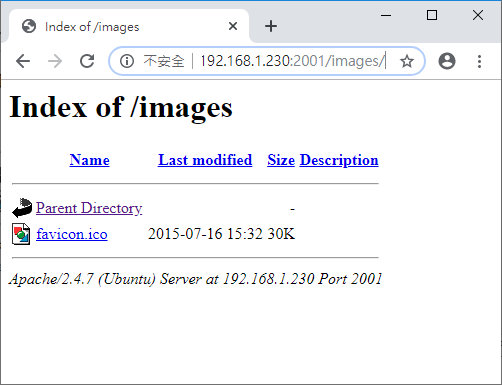 Index of /images
不安全 | 192.168.1.230:2001/images/
Index of /images
Name Last modified Size Description
Parent Directory -
favicon.ico 2015-07-16 15:32 30K
Apache/2.4.7 (Ubuntu) Server at 192.168.1.230 Port 2001